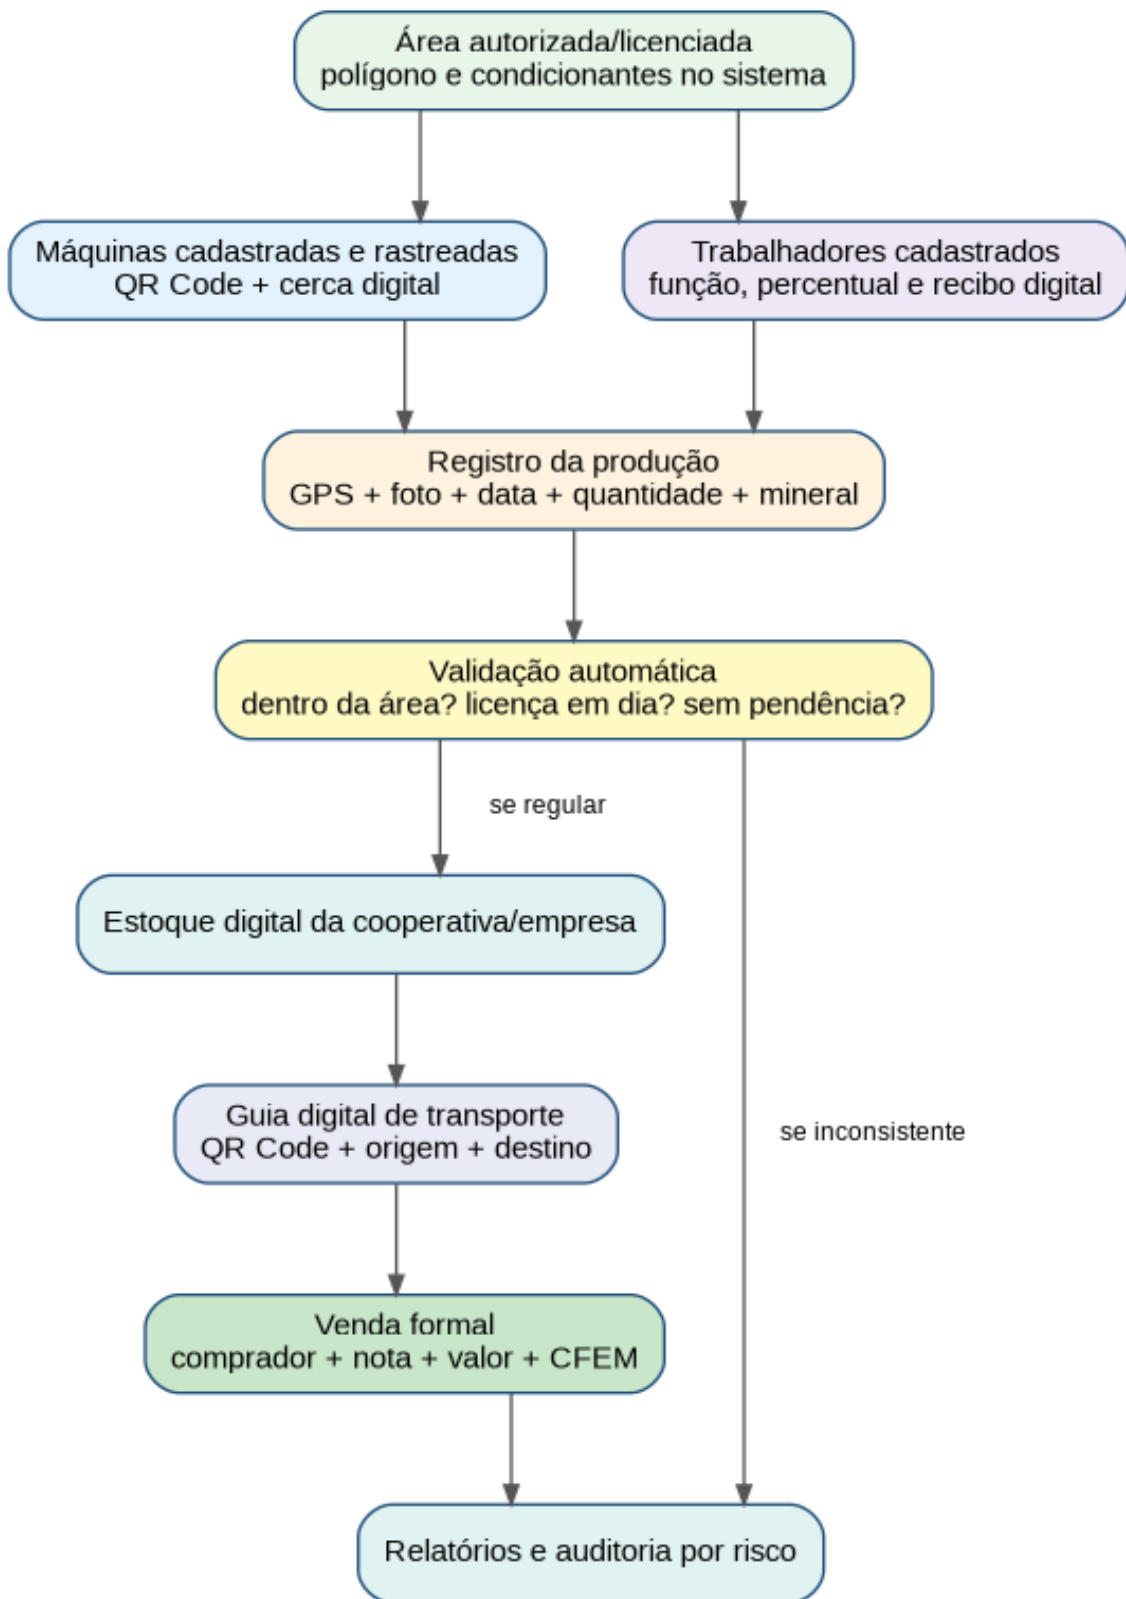 Área autorizada/licenciada
polígono e condicionantes no sistema
Máquinas cadastradas e rastreadas
QR Code + cerca digital
Trabalhadores cadastrados
função, percentual e recibo digital
Registro da produção
GPS + foto + data + quantidade + mineral
Validação automática
dentro da área? licença em dia? sem pendência?
se regular
Estoque digital da cooperativa/empresa
Guia digital de transporte
QR Code + origem + destino
se inconsistente
Venda formal
comprador + nota + valor + CFEM
Relatórios e auditoria por risco